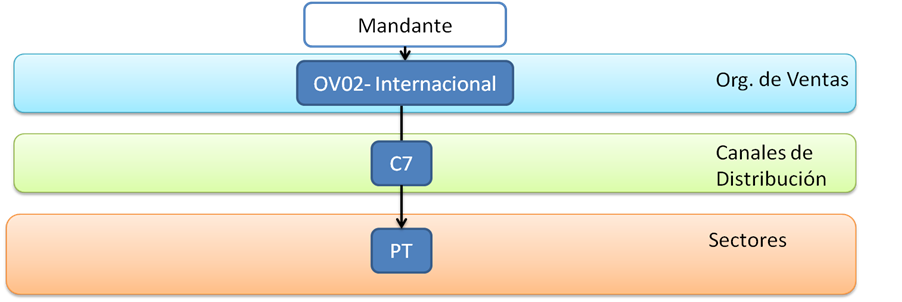 Mandante
OV02- Internacional
Org. de Ventas
C7
Canales de
Distribución
PT
Sectores